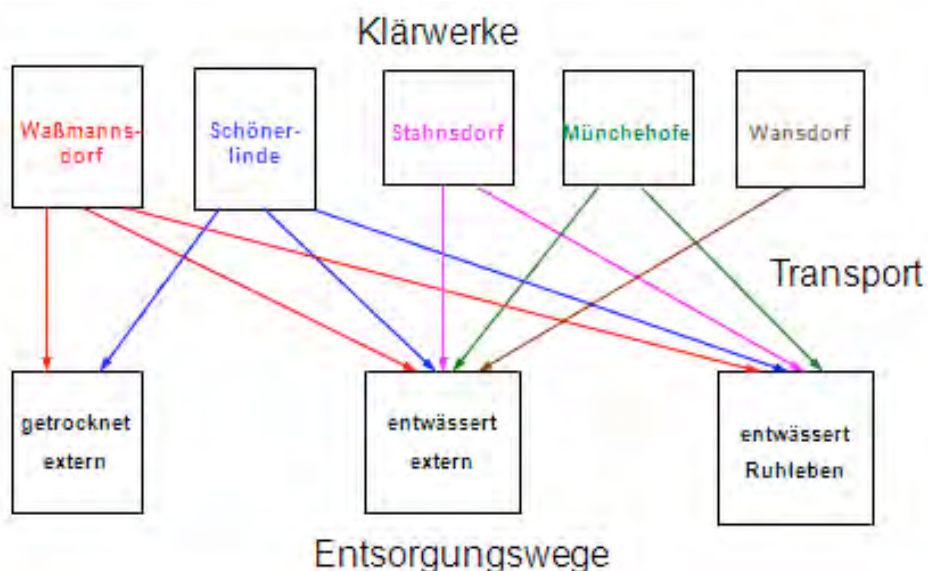 Klärwerke
Waßmanns-
dorf
Schöner-
linde
Stahnsdorf
Münchehofe
Wansdorf
Transport
getrocknet
extern
entwässert
extern
entwässert
Ruhleben
Entsorgungswege